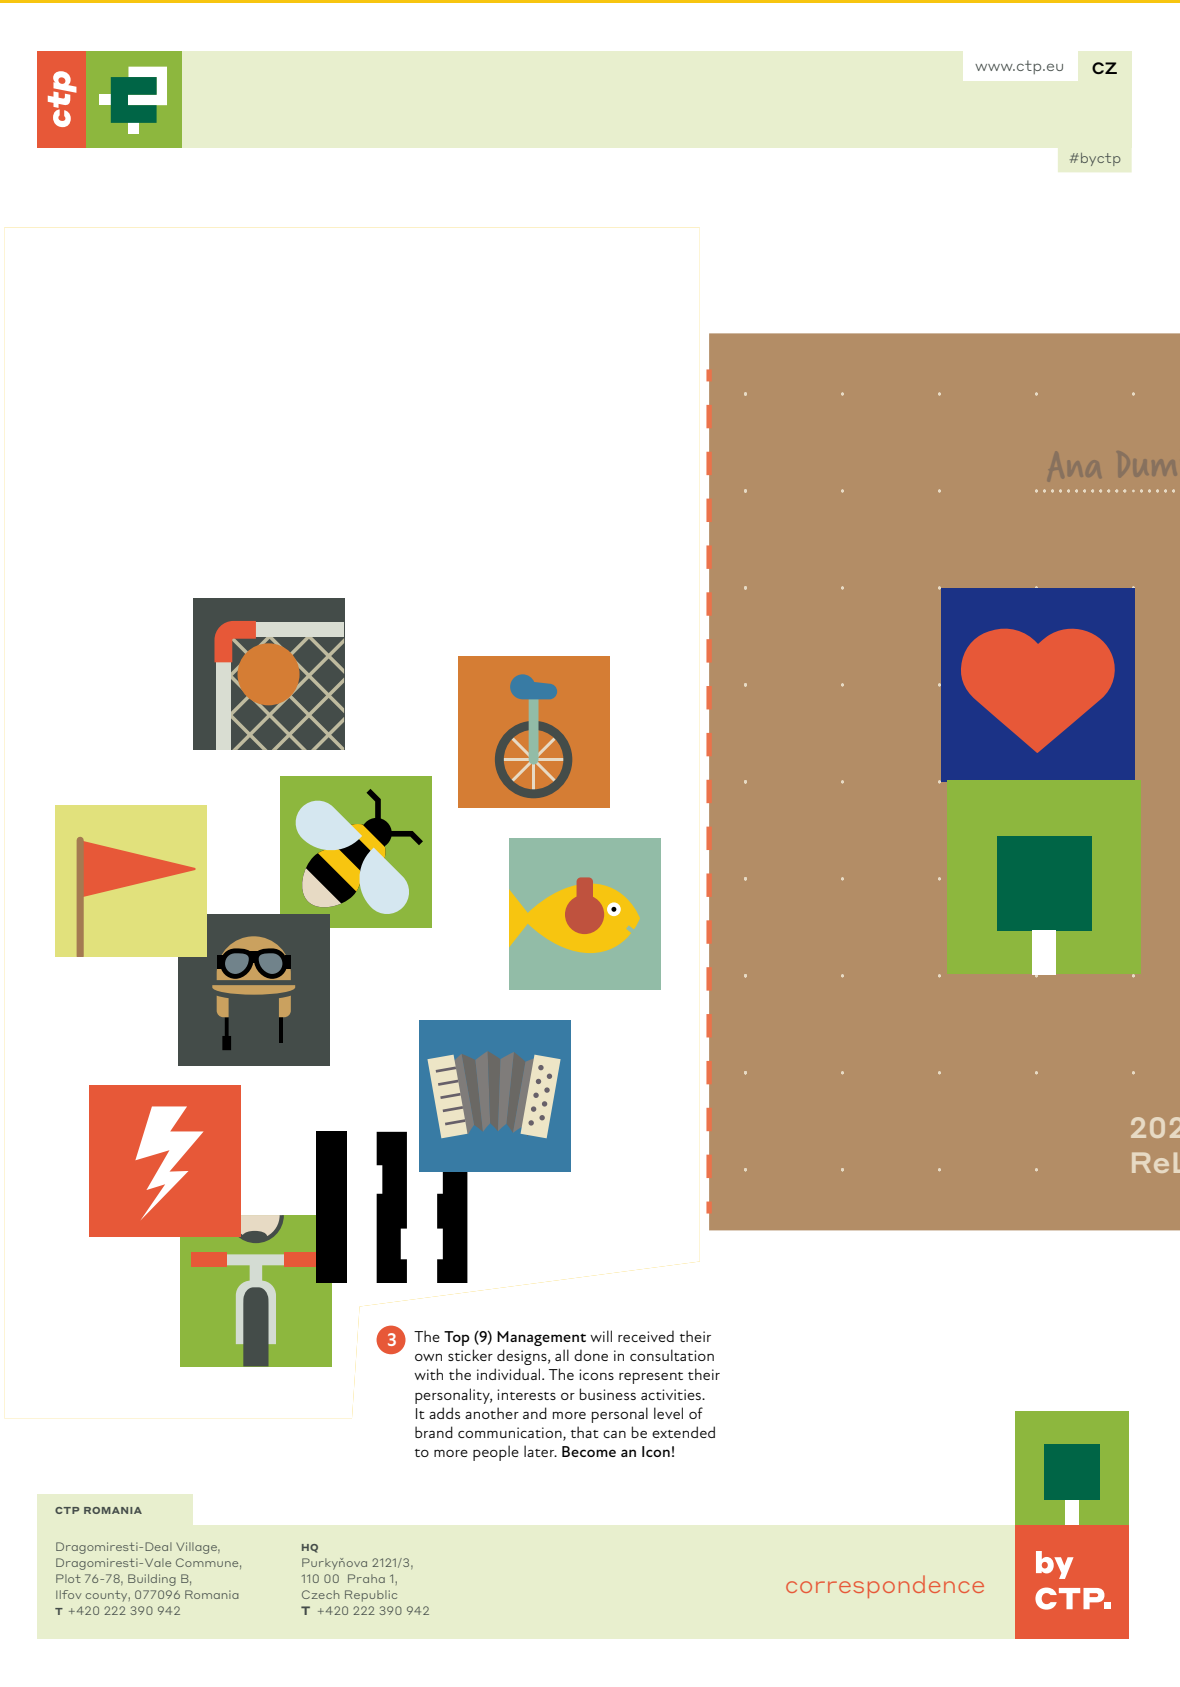 ctp
www.ctp.eu
CZ
#byctp
Ana Dum
202
ReL
3
The Top (9) Management will received their
own sticker designs, all done in consultation
with the individual. The icons represent their
personality, interests or business activities.
It adds another and more personal level of
brand communication, that can be extended
to more people later. Become an Icon!
CTP ROMANIA
Dragomiresti-Deal Village,
Dragomiresti-Vale Commune,
Plot 76-78, Building B,
Ilfov county, 077096 Romania
T +420 222 390 942
HQ
Purkyňova 2121/3,
110 00 Praha 1,
Czech Republic
T +420 222 390 942
correspondence
by
CTP.